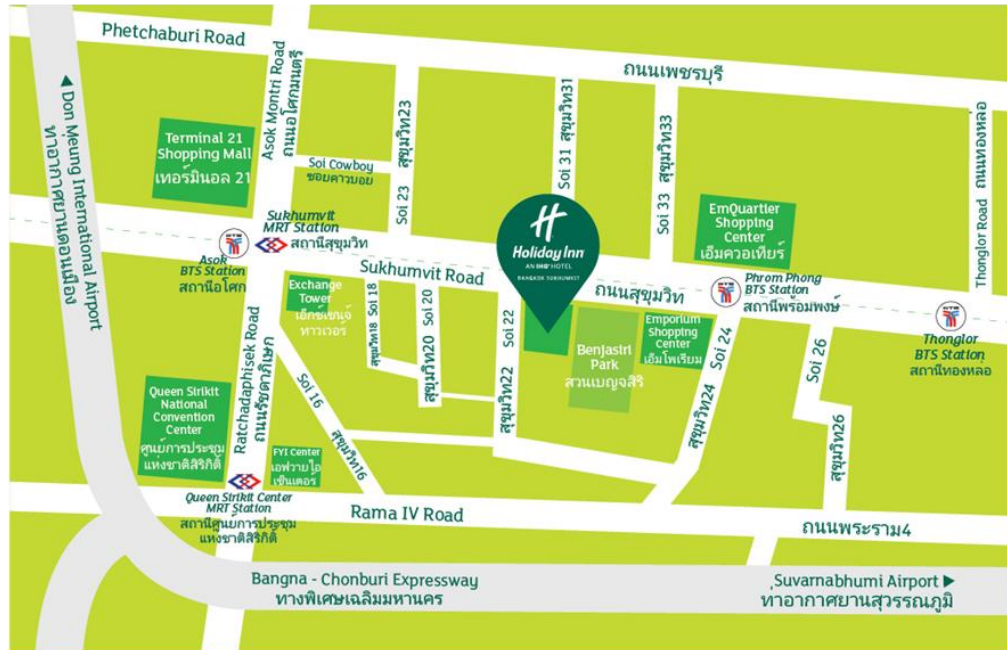 Phetchaburi Road
ถนนเพชรบุรี
◀ Don Meung International Airport
ท่าอากาศยานดอนเมือง
Asok Montri Road
ถนนอโศกมนตรี
Terminal 21
Shopping Mall
เทอร์มินอล 21
Soi Cowboy
ซอยคาวบอย
Soi 23
สุขุมวิท23
Soi 31
สุขุมวิท31
Soi 33
สุขุมวิท33
Thonglor Road
ถนนทองหล่อ
EmQuartier
Shopping
Center
เอ็มควอเทียร์
Sukhumvit
MRT Station
สถานีสุขุมวิท
BTS
Asok
BTS Station
สถานีอโศก
H
Holiday Inn
AN IHG HOTEL
BANGKOK SUKHUMVIT
Sukhumvit Road
ถนนสุขุมวิท
BTS
Phrom Phong
BTS Station
สถานีพร้อมพงษ์
BTS
Thonglor
BTS Station
สถานีทองหล่อ
Exchange
Tower
เอ็กซ์เชนเจ้
ทาวเวอร์
Soi 18
สุขุมวิท18
Soi 20
สุขุมวิท20
Soi 22
สุขุมวิท22
Benjasiri
Park
สวนเบญจสิริ
Emporium
Shopping
Center
เอ็มโพเรียม
Soi 24
สุขุมวิท24
Soi 26
สุขุมวิท26
Ratchadaphisek Road
ถนนรัชดาภิเษก
Soi 16
สุขุมวิท16
Queen Sirikit
National
Convention
Center
ศูนย์การประชุม
แห่งชาติสิริกิติ์
FYI Center
เอฟวายไอ
เซ็นเตอร์
Queen Sirikit Center
MRT Station
สถานีศูนย์การประชุม
แห่งชาติสิริกิติ์
Rama IV Road
ถนนพระราม4
Bangna - Chonburi Expressway
ทางพิเศษเฉลิมมหานคร
,Suvarnabhumi Airport ▶
ท่าอากาศยานสุวรรณภูมิ